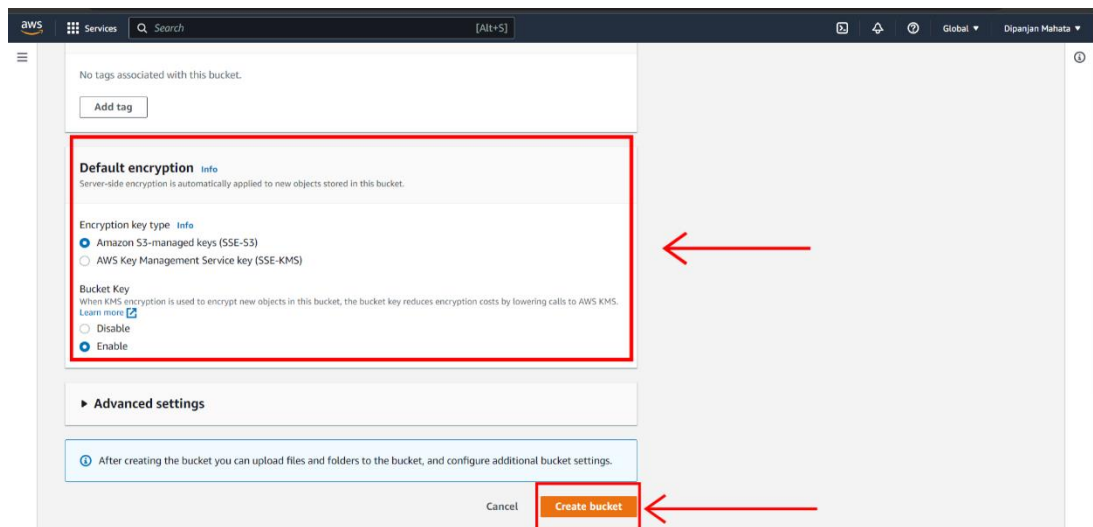 aws
Services
Search
[Alt+S]
Global
Dipanjan Mahata
No tags associated with this bucket.
Add tag
Default encryption Info
Server-side encryption is automatically applied to new objects stored in this bucket.
Encryption key type Info
Amazon S3-managed keys (SSE-S3)
AWS Key Management Service key (SSE-KMS)
Bucket Key
When KMS encryption is used to encrypt new objects in this bucket, the bucket key reduces encryption costs by lowering calls to AWS KMS.
Learn more
Disable
Enable
Advanced settings
After creating the bucket you can upload files and folders to the bucket, and configure additional bucket settings.
Cancel
Create bucket